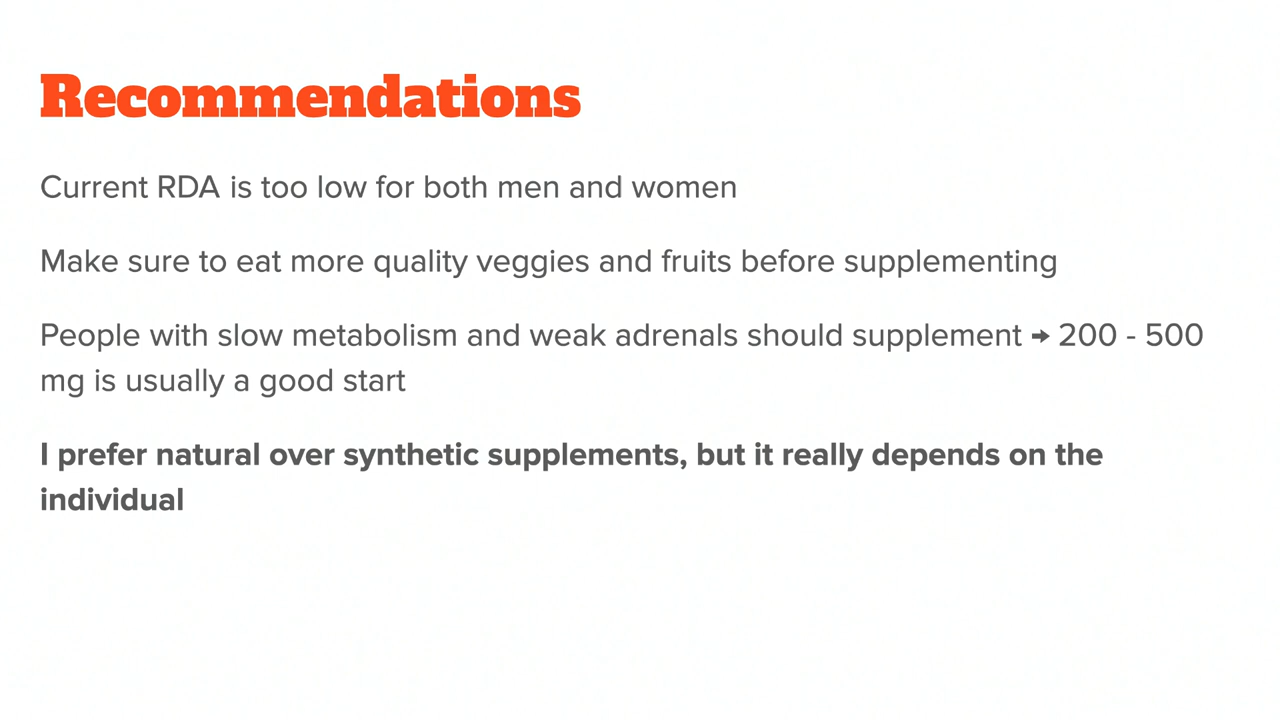 Recommendations
Current RDA is too low for both men and women
Make sure to eat more quality veggies and fruits before supplementing
People with slow metabolism and weak adrenals should supplement → 200 - 500
mg is usually a good start
I prefer natural over synthetic supplements, but it really depends on the
individual